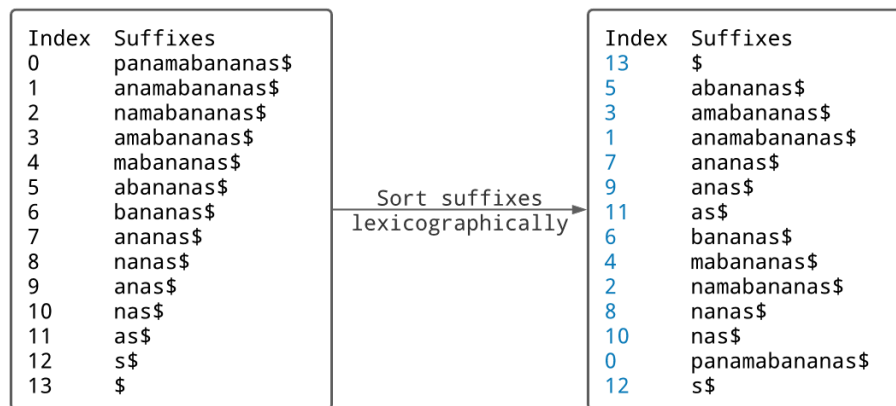 Index Suffixes
0 panamabananas$
1 anamabananas$
2 namabananas$
3 amabananas$
4 mabananas$
5 abananas$
6 bananas$
7 ananas$
8 nanas$
9 anas$
10 nas$
11 as$
12 s$
13 $
Sort suffixes
lexicographically
Index Suffixes
13 $
5 abananas$
3 amabananas$
1 anamabananas$
7 ananas$
9 anas$
11 as$
6 bananas$
4 mabananas$
2 namabananas$
8 nanas$
10 nas$
0 panamabananas$
12 s$